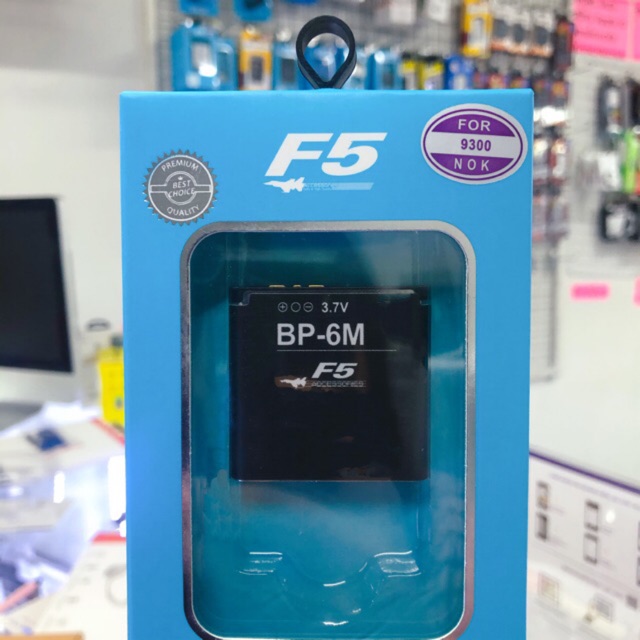 F5
PREMIUM
BEST
CHOICE
QUALITY
FOR
9300
NOK
3.7V
BP-6M
F5
ACCESSORIES